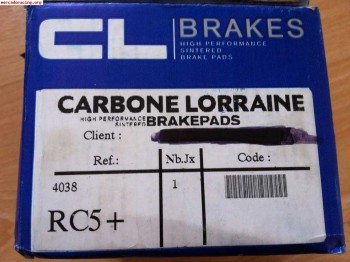 mercadoracing.org
CL BRAKES
HIGH PERFORMANCE
SINTERED
BRAKE PADS
CARBONE LORRAINE
HIGH PERFORMANCE
SINTERED BRAKEPADS
Client :
Ref.: Nb.Jx Code :
4038 1
RC5+